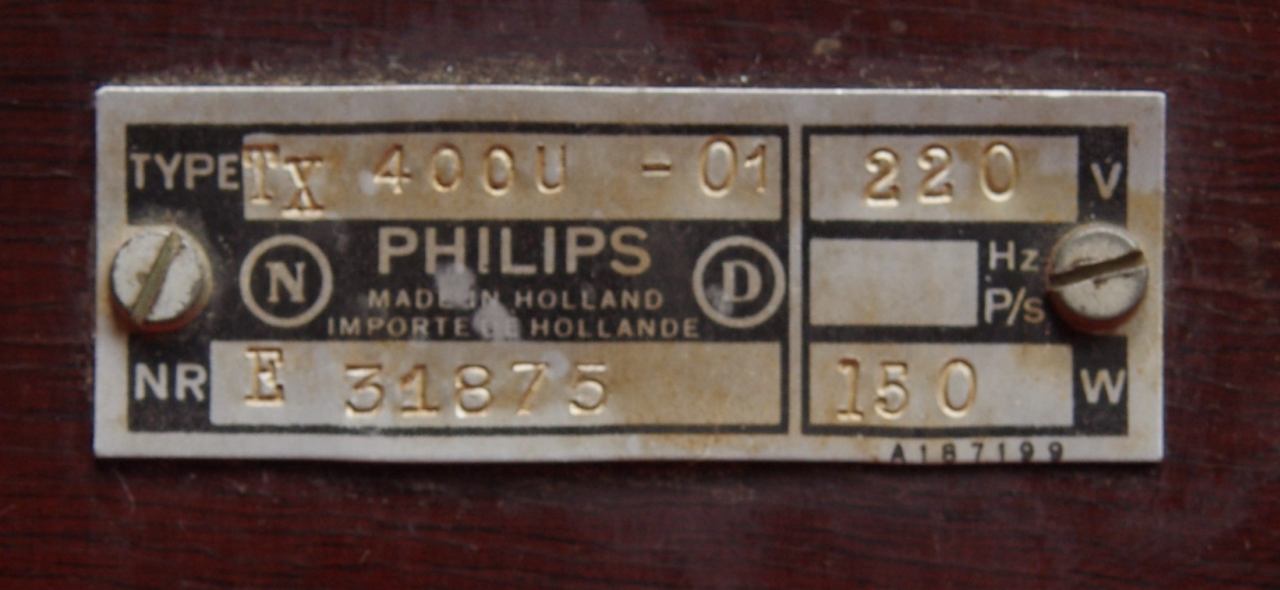 TYPE TX 400U - 01 220 V
N PHILIPS D Hz
MADE IN HOLLAND P/s
IMPORTE DE HOLLANDE
NR E 31875 150 W
A187199